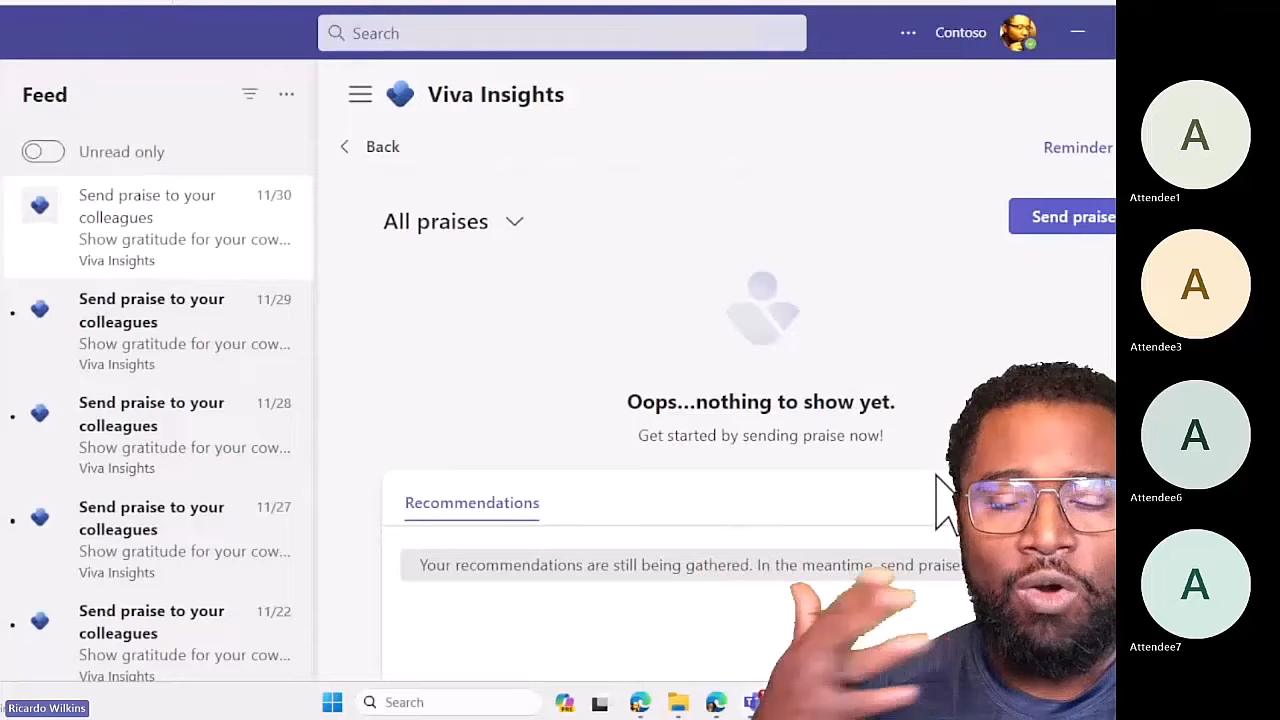 Search
Contoso
Feed
Unread only
Send praise to your 11/30
colleagues
Show gratitude for your cow...
Viva Insights
Send praise to your 11/29
colleagues
Show gratitude for your cow...
Viva Insights
Send praise to your 11/28
colleagues
Show gratitude for your cow...
Viva Insights
Send praise to your 11/27
colleagues
Show gratitude for your cow...
Viva Insights
Send praise to your 11/22
colleagues
Show gratitude for your cow...
Viva Insights
Viva Insights
Back
Reminder
All praises
Send praise
Oops...nothing to show yet.
Get started by sending praise now!
Recommendations
Your recommendations are still being gathered. In the meantime, send praise
A
Attendee1
A
Attendee3
A
Attendee6
A
Attendee7
Search
Ricardo Wilkins